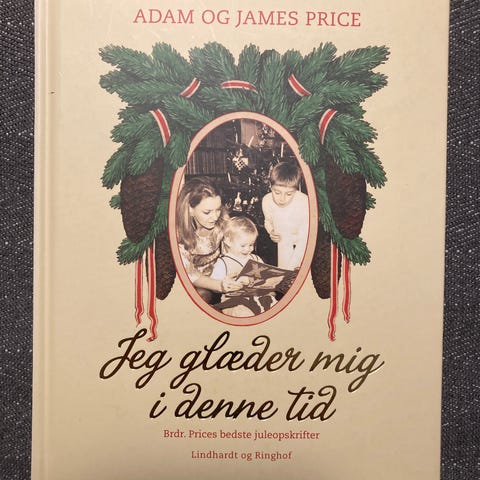 ADAM OG JAMES PRICE
Jeg glæder mig
i denne tid
Brdr. Prices bedste juleopskrifter
Lindhardt og Ringhof